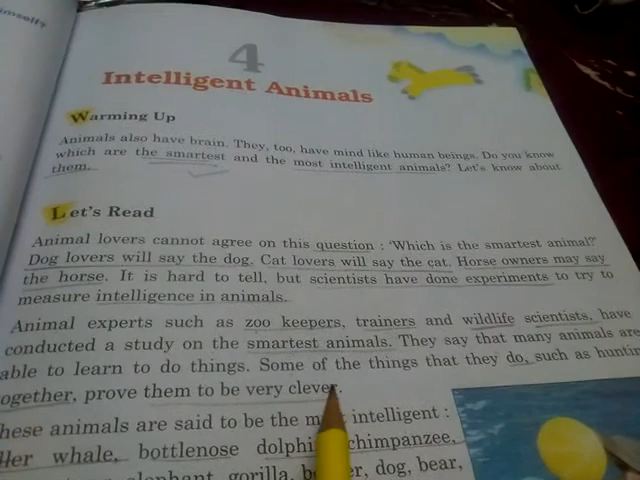 4
Intelligent Animals
Warming Up
Animals also have brain. They, too, have mind like human beings. Do you know
which are the smartest and the most intelligent animals? Let's know about
them.
Let's Read
Animal lovers cannot agree on this question : 'Which is the smartest animal?'
Dog lovers will say the dog. Cat lovers will say the cat. Horse owners may say
the horse. It is hard to tell, but scientists have done experiments to try to
measure intelligence in animals.
Animal experts such as zoo keepers, trainers and wildlife scientists, have
conducted a study on the smartest animals. They say that many animals are
able to learn to do things. Some of the things that they do, such as huntin
ogether, prove them to be very clever.
hese animals are said to be the intelligent :
ller whale, bottlenose dolphi chimpanzee,
elephant, gorilla, dog, bear,